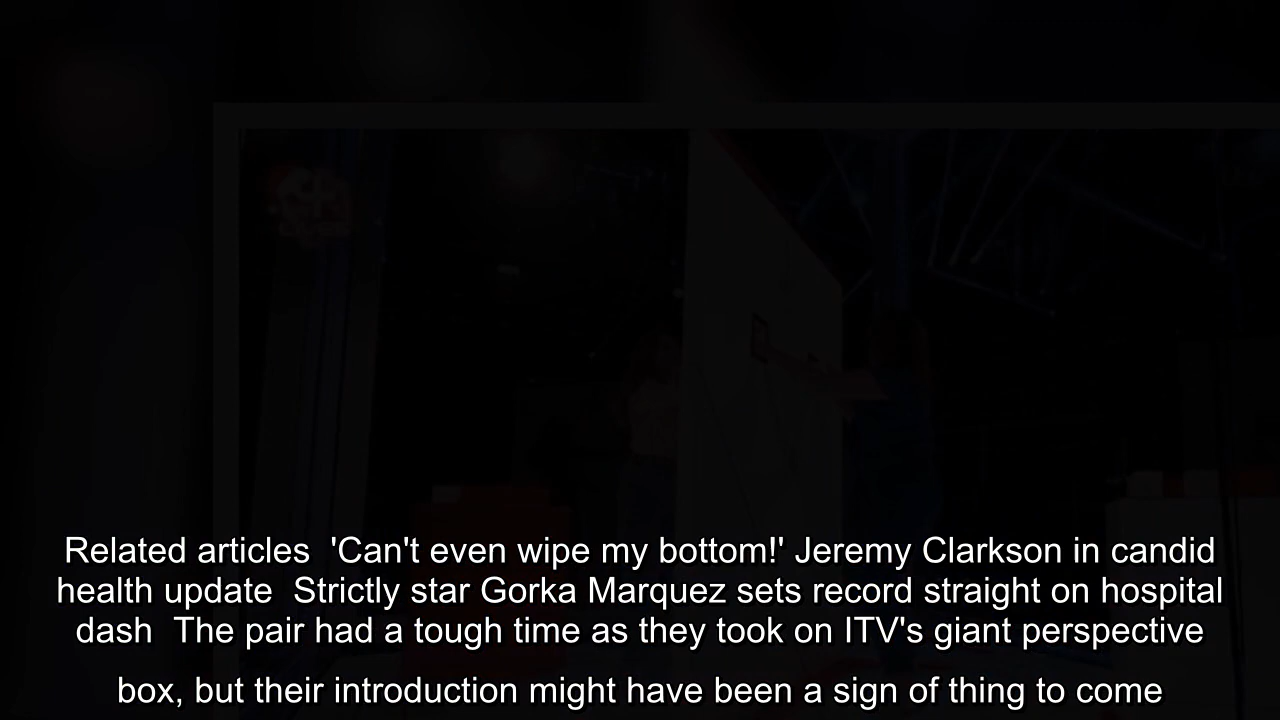 Related articles  'Can't even wipe my bottom!' Jeremy Clarkson in candid
health update  Strictly star Gorka Marquez sets record straight on hospital
dash  The pair had a tough time as they took on ITV's giant perspective
box, but their introduction might have been a sign of thing to come